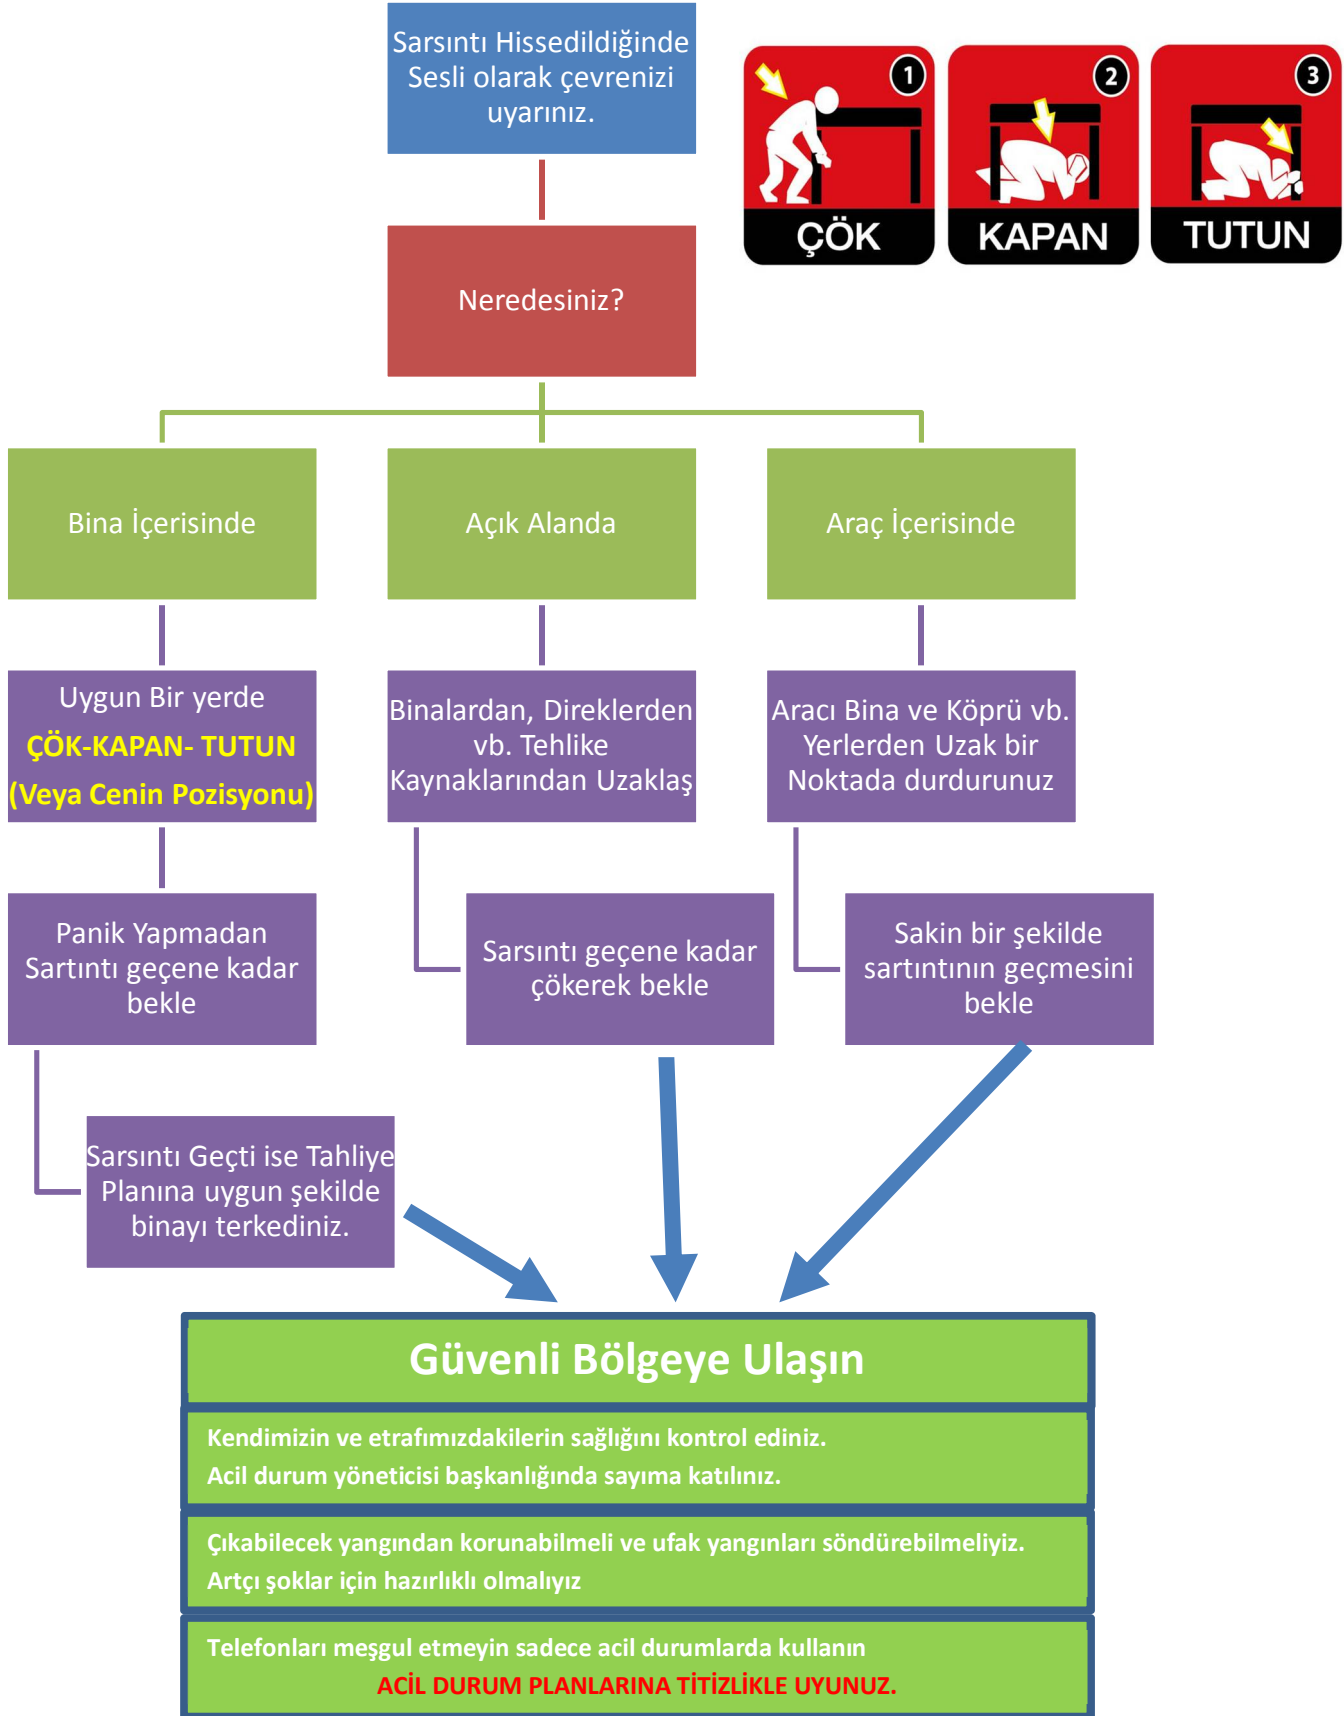 Sarsıntı Hissedildiğinde
Sesli olarak çevrenizi
uyarınız.
1
ÇÖK
2
KAPAN
3
TUTUN
Neredesiniz?
Bina İçerisinde
Açık Alanda
Araç İçerisinde
Uygun Bir yerde
ÇÖK-KAPAN- TUTUN
(Veya Cenin Pozisyonu)
Binalardan, Direklerden
vb. Tehlike
Kaynaklarından Uzaklaş
Aracı Bina ve Köprü vb.
Yerlerden Uzak bir
Noktada durdurunuz
Panik Yapmadan
Sartıntı geçene kadar
bekle
Sarsıntı geçene kadar
çökerek bekle
Sakin bir şekilde
sartıntının geçmesini
bekle
Sarsıntı Geçti ise Tahliye
Planına uygun şekilde
binayı terkediniz.
Güvenli Bölgeye Ulaşın
Kendimizin ve etrafımızdakilerin sağlığını kontrol ediniz.
Acil durum yöneticisi başkanlığında sayıma katılınız.
Çıkabilecek yangından korunabilmeli ve ufak yangınları söndürebilmeliyiz.
Artçı şoklar için hazırlıklı olmalıyız
Telefonları meşgul etmeyin sadece acil durumlarda kullanın
ACİL DURUM PLANLARINA TİTİZLİKLE UYUNUZ.